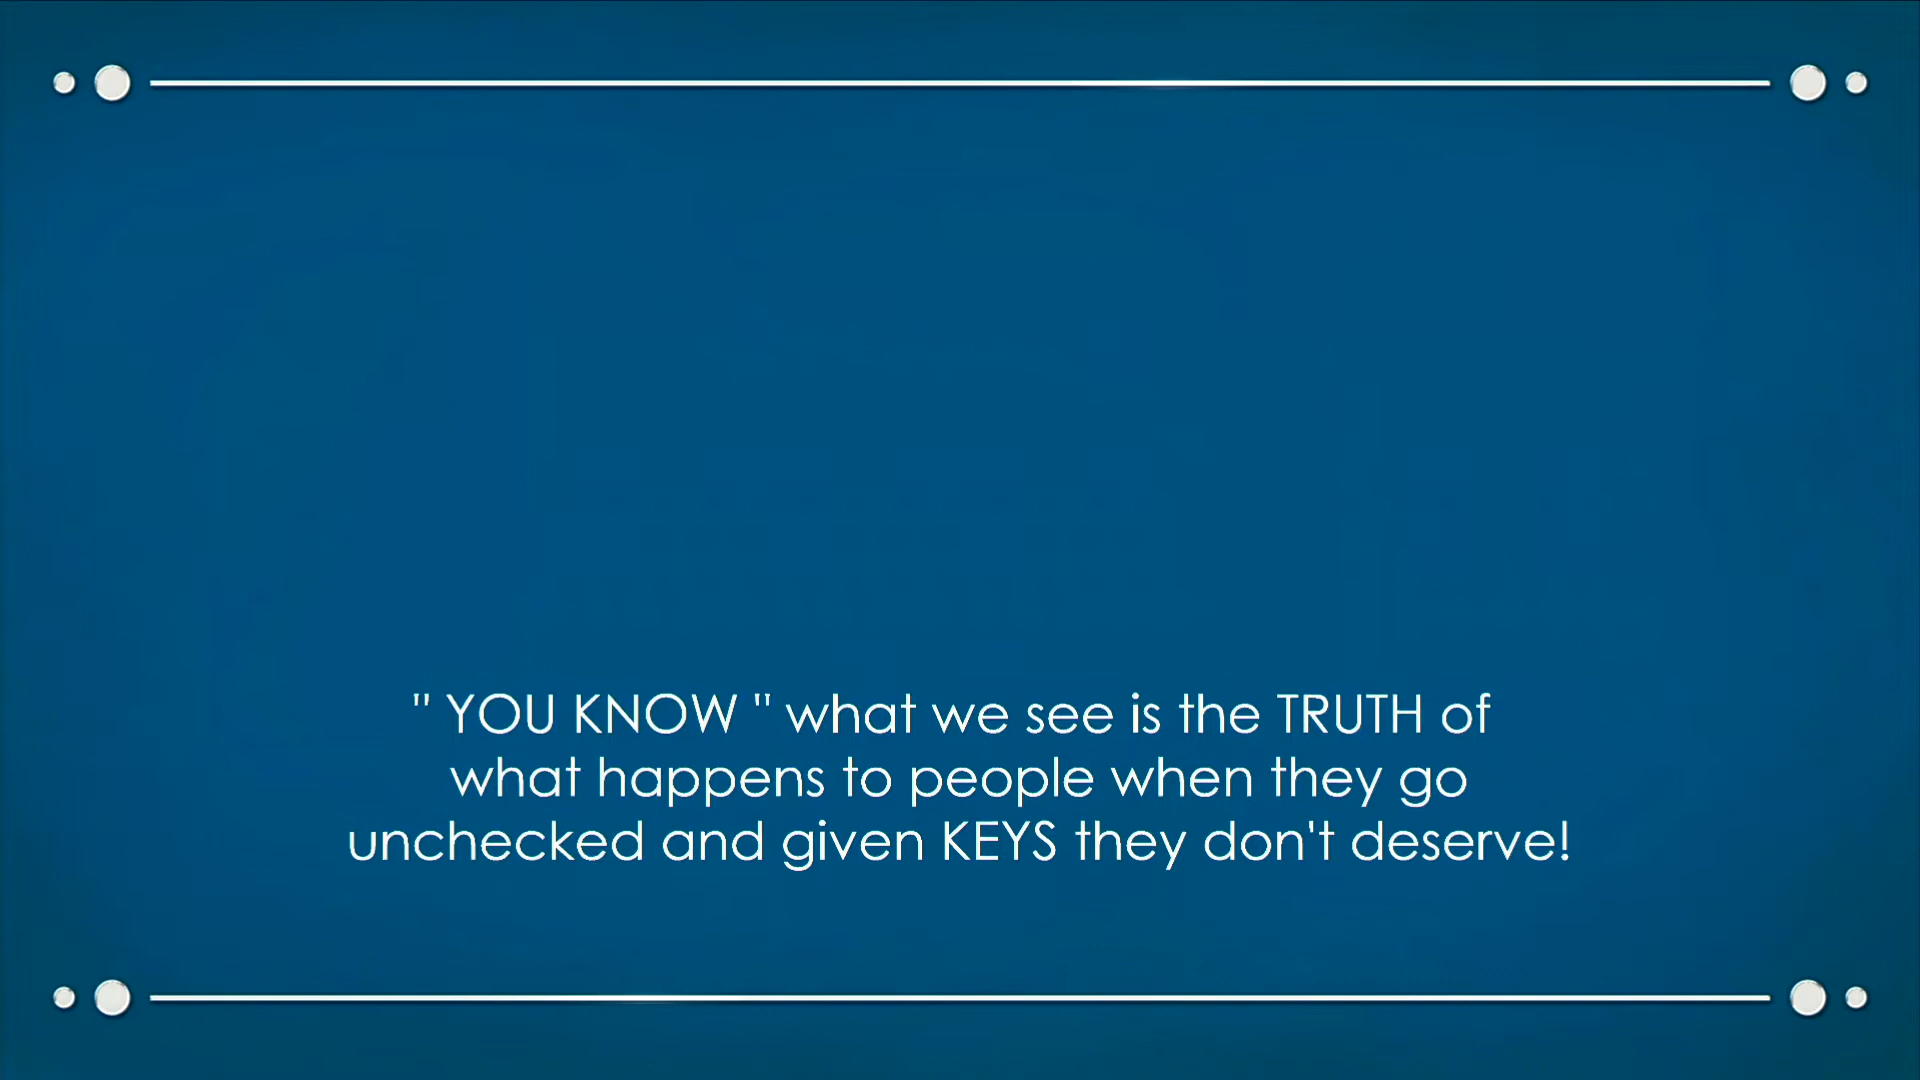 " YOU KNOW " what we see is the TRUTH of
what happens to people when they go
unchecked and given KEYS they don't deserve!